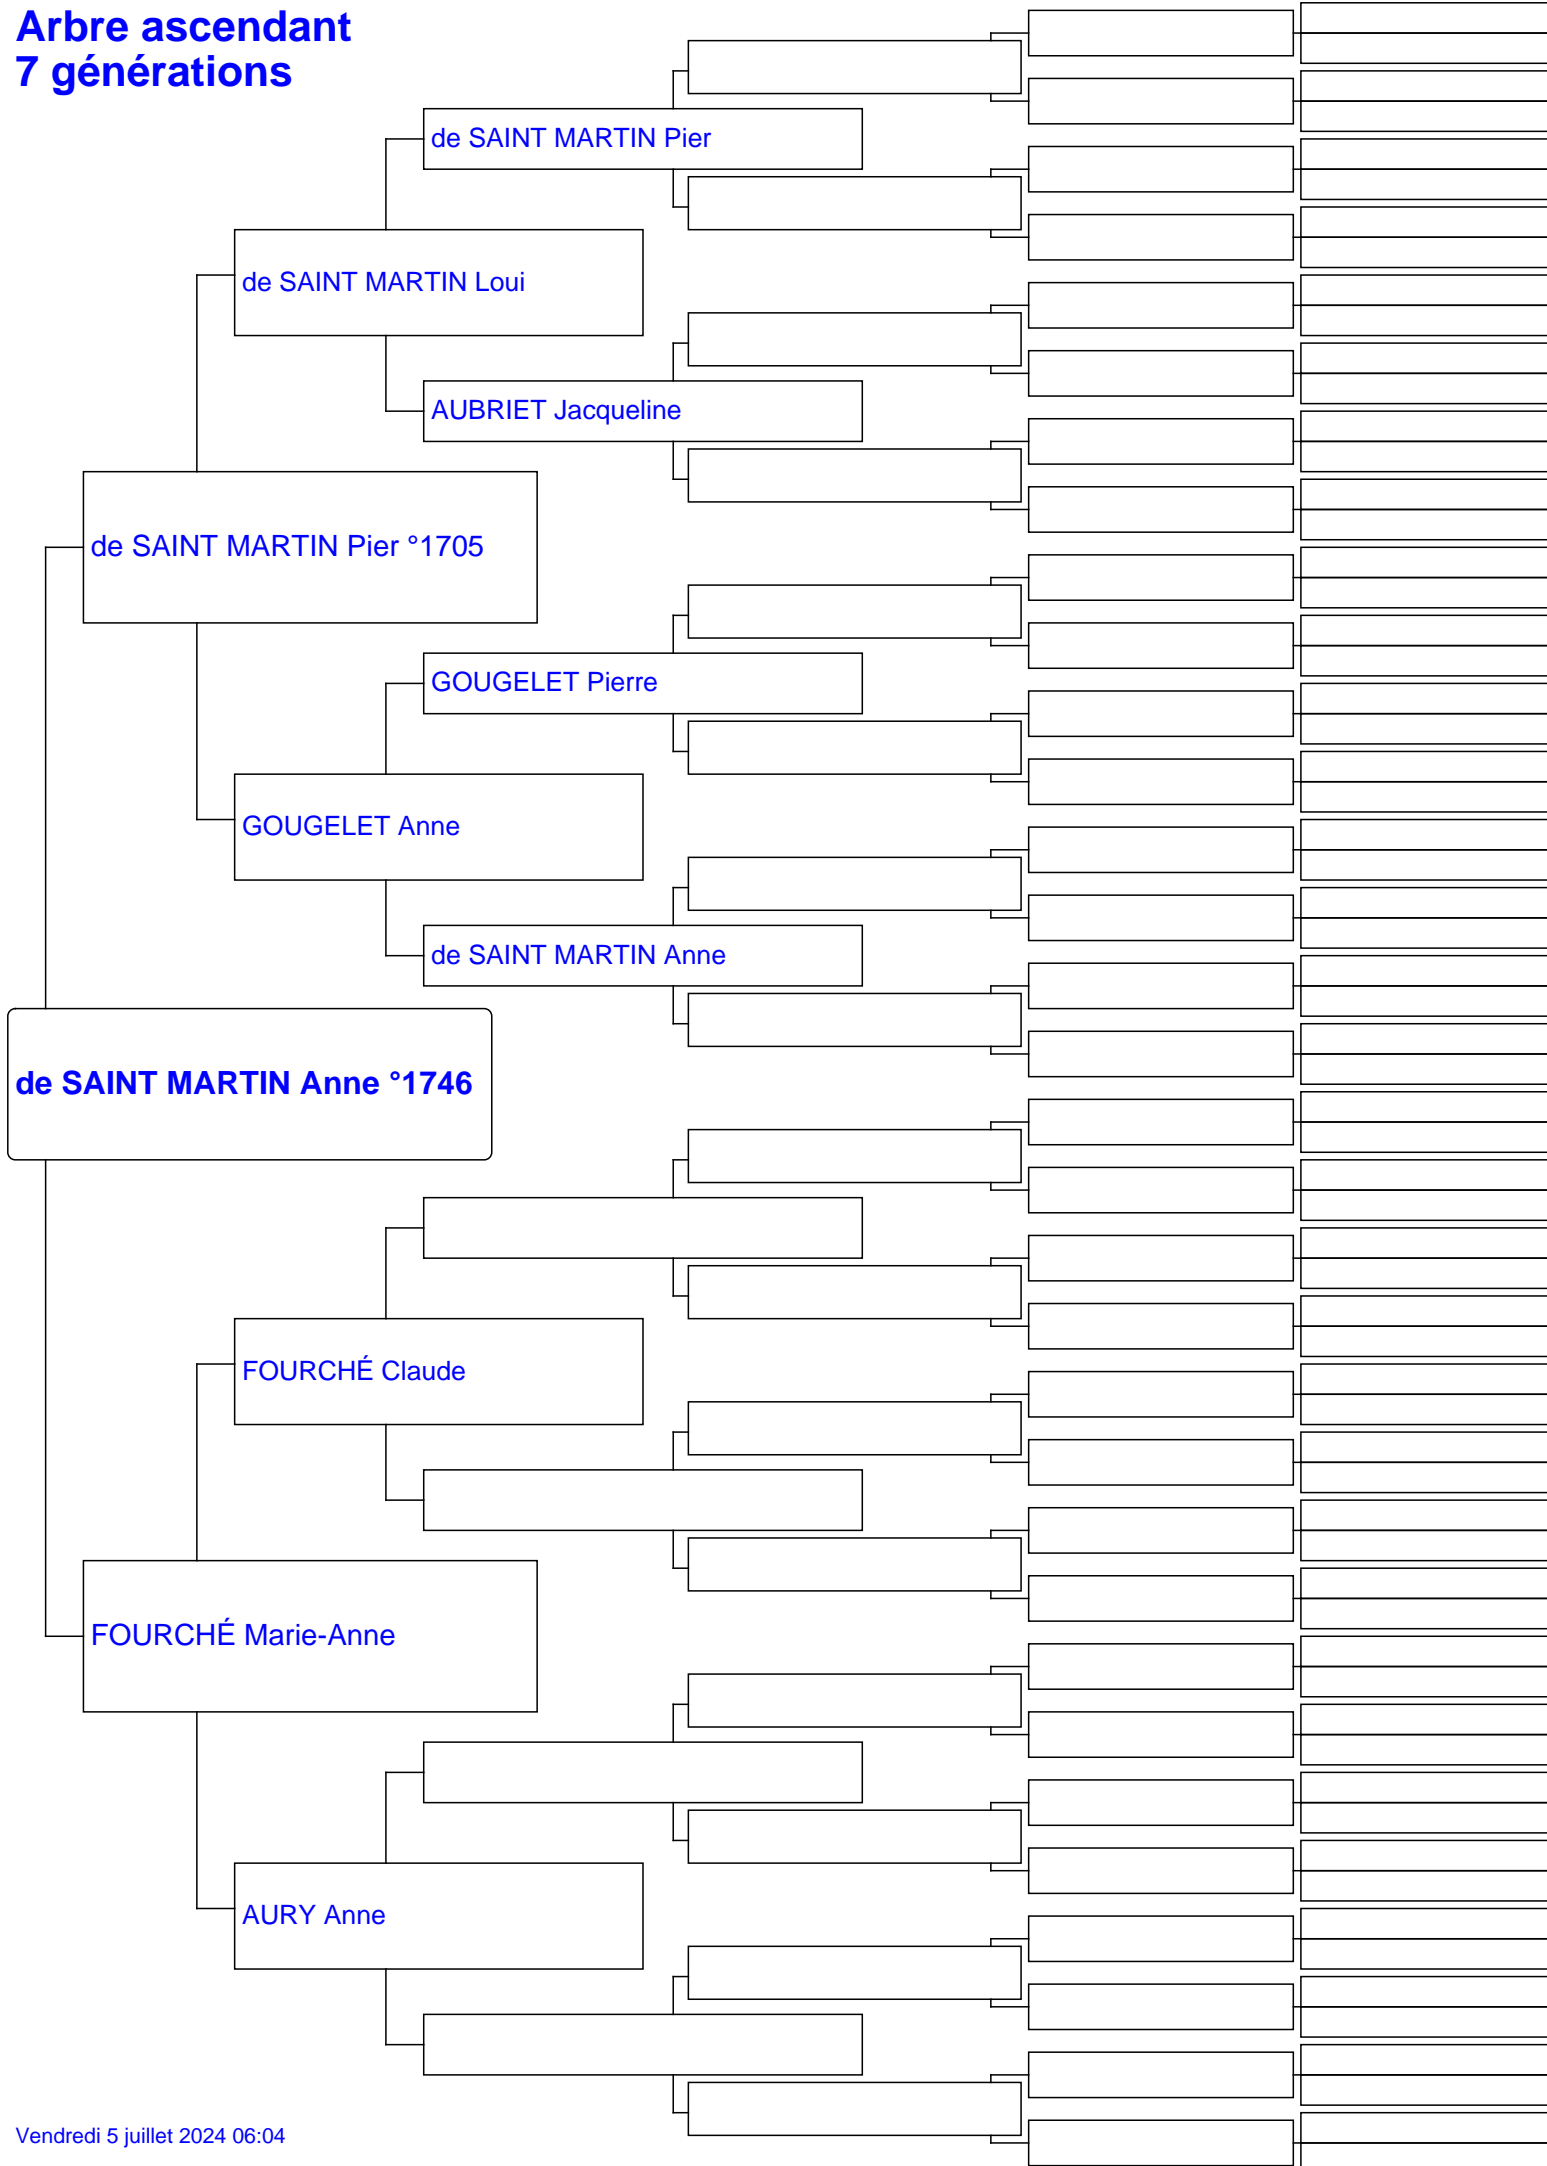 Arbre ascendant
7 générations
de SAINT MARTIN Pier
de SAINT MARTIN Loui
AUBRIET Jacqueline
de SAINT MARTIN Pier °1705
GOUGELET Pierre
GOUGELET Anne
de SAINT MARTIN Anne
de SAINT MARTIN Anne °1746
FOURCHÉ Claude
FOURCHÉ Marie-Anne
AURY Anne
Vendredi 5 juillet 2024 06:04